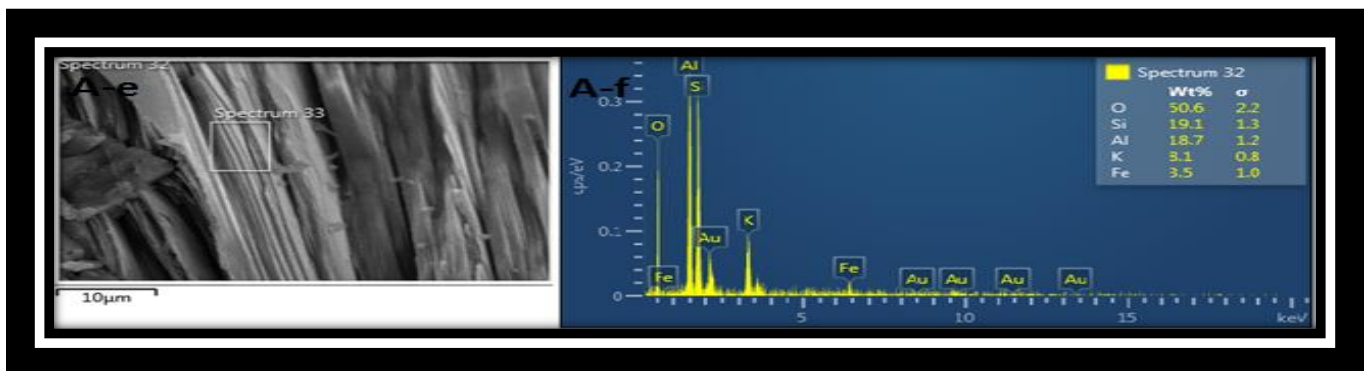 Spectrum 32
A-e
Spectrum 33
10µm
A-f
Al
S
O
Au
K
Fe
Fe
Au
Au
Au
Au
0.3
0.2
0.1
0
cps/eV
5
10
15
keV
Spectrum 32
Wt% σ
O 50.6 2.2
Si 19.1 1.3
Al 18.7 1.2
K 8.1 0.8
Fe 3.5 1.0